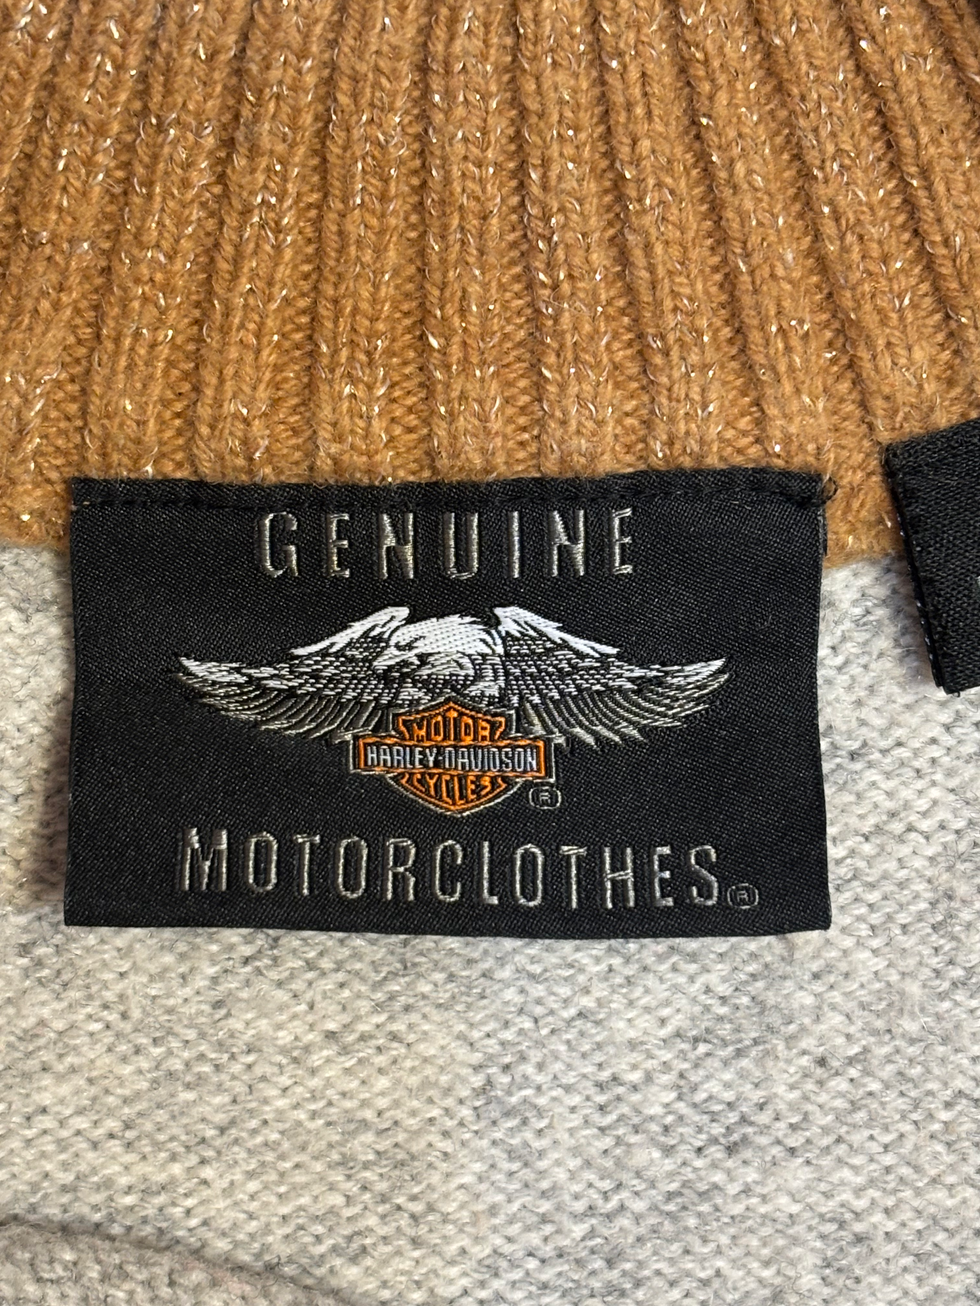 GENUINE
MOTOR
HARLEY-DAVIDSON
CYCLES
®
MOTORCLOTHES®